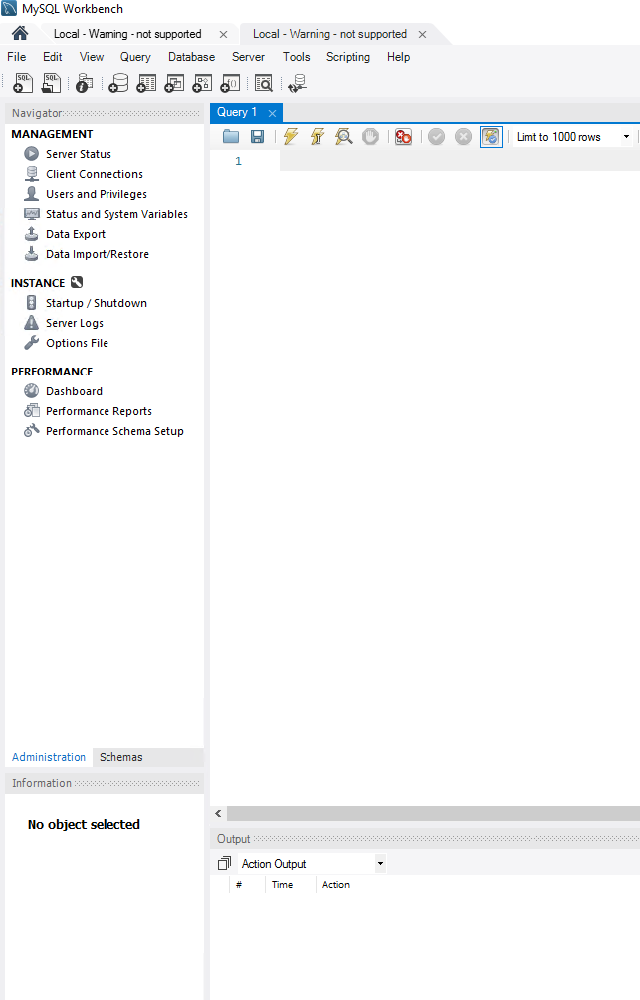 MySQL Workbench
Local - Warning - not supported
Local - Warning - not supported
File Edit View Query Database Server Tools Scripting Help
SQL SQL
Navigator
MANAGEMENT
Server Status
Client Connections
Users and Privileges
Status and System Variables
Data Export
Data Import/Restore
INSTANCE
Startup / Shutdown
Server Logs
Options File
PERFORMANCE
Dashboard
Performance Reports
Performance Schema Setup
Administration Schemas
Information
No object selected
Query 1
Limit to 1000 rows
1
Output
Action Output
# Time Action